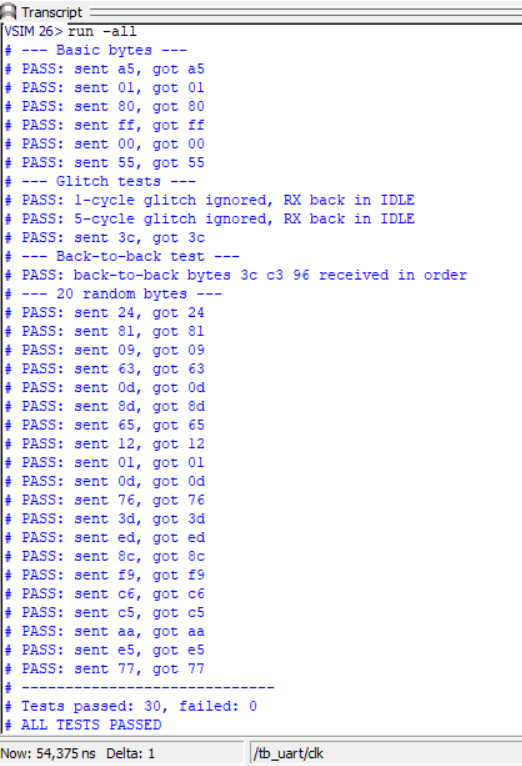 Transcript
VSIM 26> run -all
# --- Basic bytes ---
# PASS: sent a5, got a5
# PASS: sent 01, got 01
# PASS: sent 80, got 80
# PASS: sent ff, got ff
# PASS: sent 00, got 00
# PASS: sent 55, got 55
# --- Glitch tests ---
# PASS: 1-cycle glitch ignored, RX back in IDLE
# PASS: 5-cycle glitch ignored, RX back in IDLE
# PASS: sent 3c, got 3c
# --- Back-to-back test ---
# PASS: back-to-back bytes 3c c3 96 received in order
# --- 20 random bytes ---
# PASS: sent 24, got 24
# PASS: sent 81, got 81
# PASS: sent 09, got 09
# PASS: sent 63, got 63
# PASS: sent 0d, got 0d
# PASS: sent 8d, got 8d
# PASS: sent 65, got 65
# PASS: sent 12, got 12
# PASS: sent 01, got 01
# PASS: sent 0d, got 0d
# PASS: sent 76, got 76
# PASS: sent 3d, got 3d
# PASS: sent ed, got ed
# PASS: sent 8c, got 8c
# PASS: sent f9, got f9
# PASS: sent c6, got c6
# PASS: sent c5, got c5
# PASS: sent aa, got aa
# PASS: sent e5, got e5
# PASS: sent 77, got 77
# -----------------------------
# Tests passed: 30, failed: 0
# ALL TESTS PASSED
Now: 54,375 ns Delta: 1 /tb_uart/clk